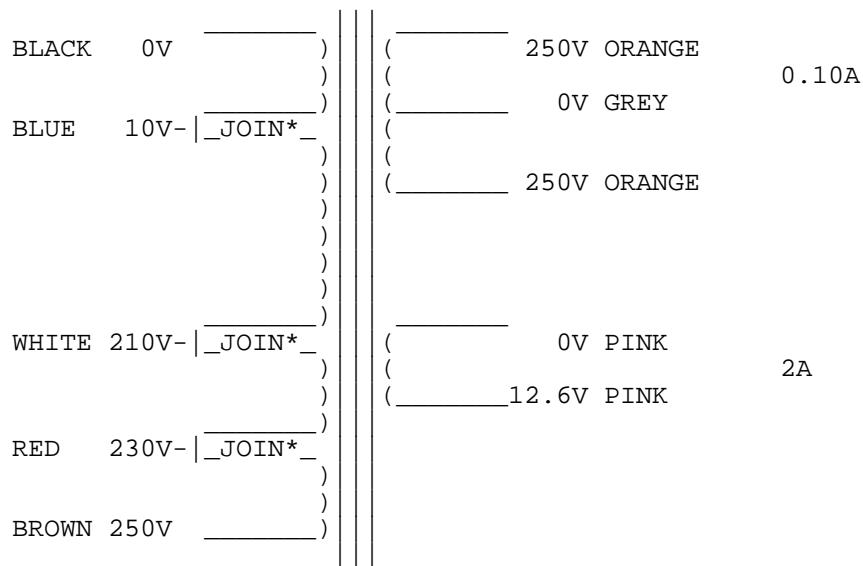 BLACK 0V 250V ORANGE
0.10A
0V GREY
BLUE 10V-|_JOIN*_
250V ORANGE
WHITE 210V-|_JOIN*_ 0V PINK
2A
12.6V PINK
RED 230V-|_JOIN*_
BROWN 250V